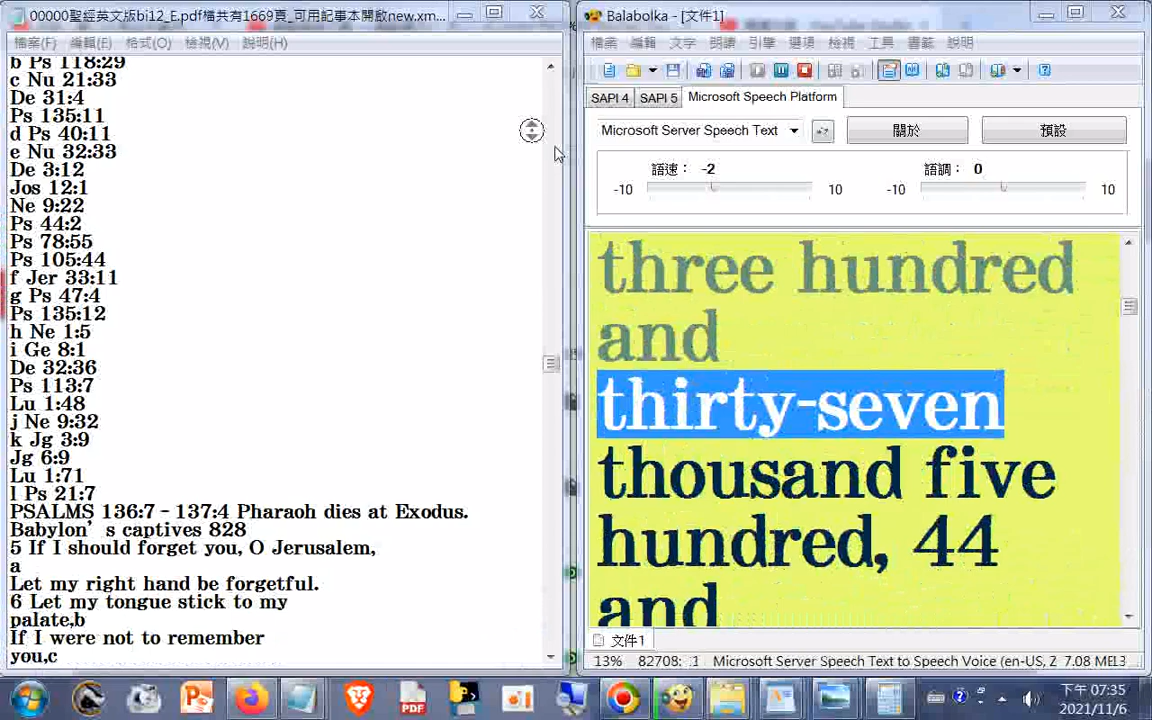 00000聖經英文版bi12_E.pdf檔共有1669頁_可用記事本開啟new.xm...
檔案(F) 編輯(E) 格式(O) 檢視(V) 說明(H)
b Ps 118:29
c Nu 21:33
De 31:4
Ps 135:11
d Ps 40:11
e Nu 32:33
De 3:12
Jos 12:1
Ne 9:22
Ps 44:2
Ps 78:55
Ps 105:44
f Jer 33:11
g Ps 47:4
Ps 135:12
h Ne 1:5
i Ge 8:1
De 32:36
Ps 113:7
Lu 1:48
j Ne 9:32
k Jg 3:9
Jg 6:9
Lu 1:71
l Ps 21:7
PSALMS 136:7–137:4 Pharaoh dies at Exodus.
Babylon’s captives 828
5 If I should forget you, O Jerusalem,
a
Let my right hand be forgetful.
6 Let my tongue stick to my
palate,b
If I were not to remember
you,c
Balabolka - [文件1]
檔案 編輯 文字 朗讀 引擎 選項 檢視 工具 書籤 說明
SAPI 4 SAPI 5 Microsoft Speech Platform
Microsoft Server Speech Text 關於 預設
語速： -2 語調： 0
-10 10 -10 10
three hundred
and
thirty-seven
thousand five
hundred, 44
and
文件1
13% 82708: Microsoft Server Speech Text to Speech Voice (en-US, 7.08 ME
PDF
下午 07:35
2021/11/6